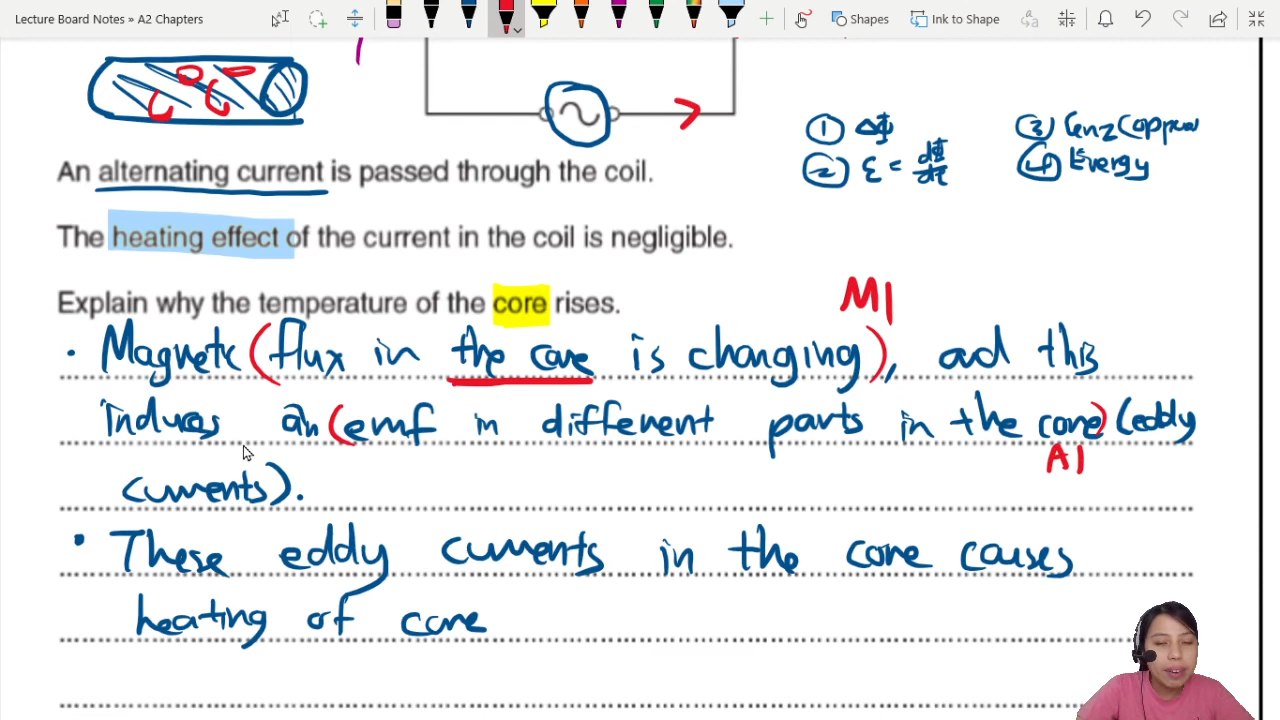 Lecture Board Notes » A2 Chapters
Shapes
Ink to Shape
① ΔΦ
② ε = dΦ/dt
④ Energy
An alternating current is passed through the coil.
The heating effect of the current in the coil is negligible.
Explain why the temperature of the core rises.
M1
• Magnetic (flux in the core is changing), and this
induces an (emf in different parts in the core) (eddy
A1
currents).
• These eddy currents in the core causes
heating of core